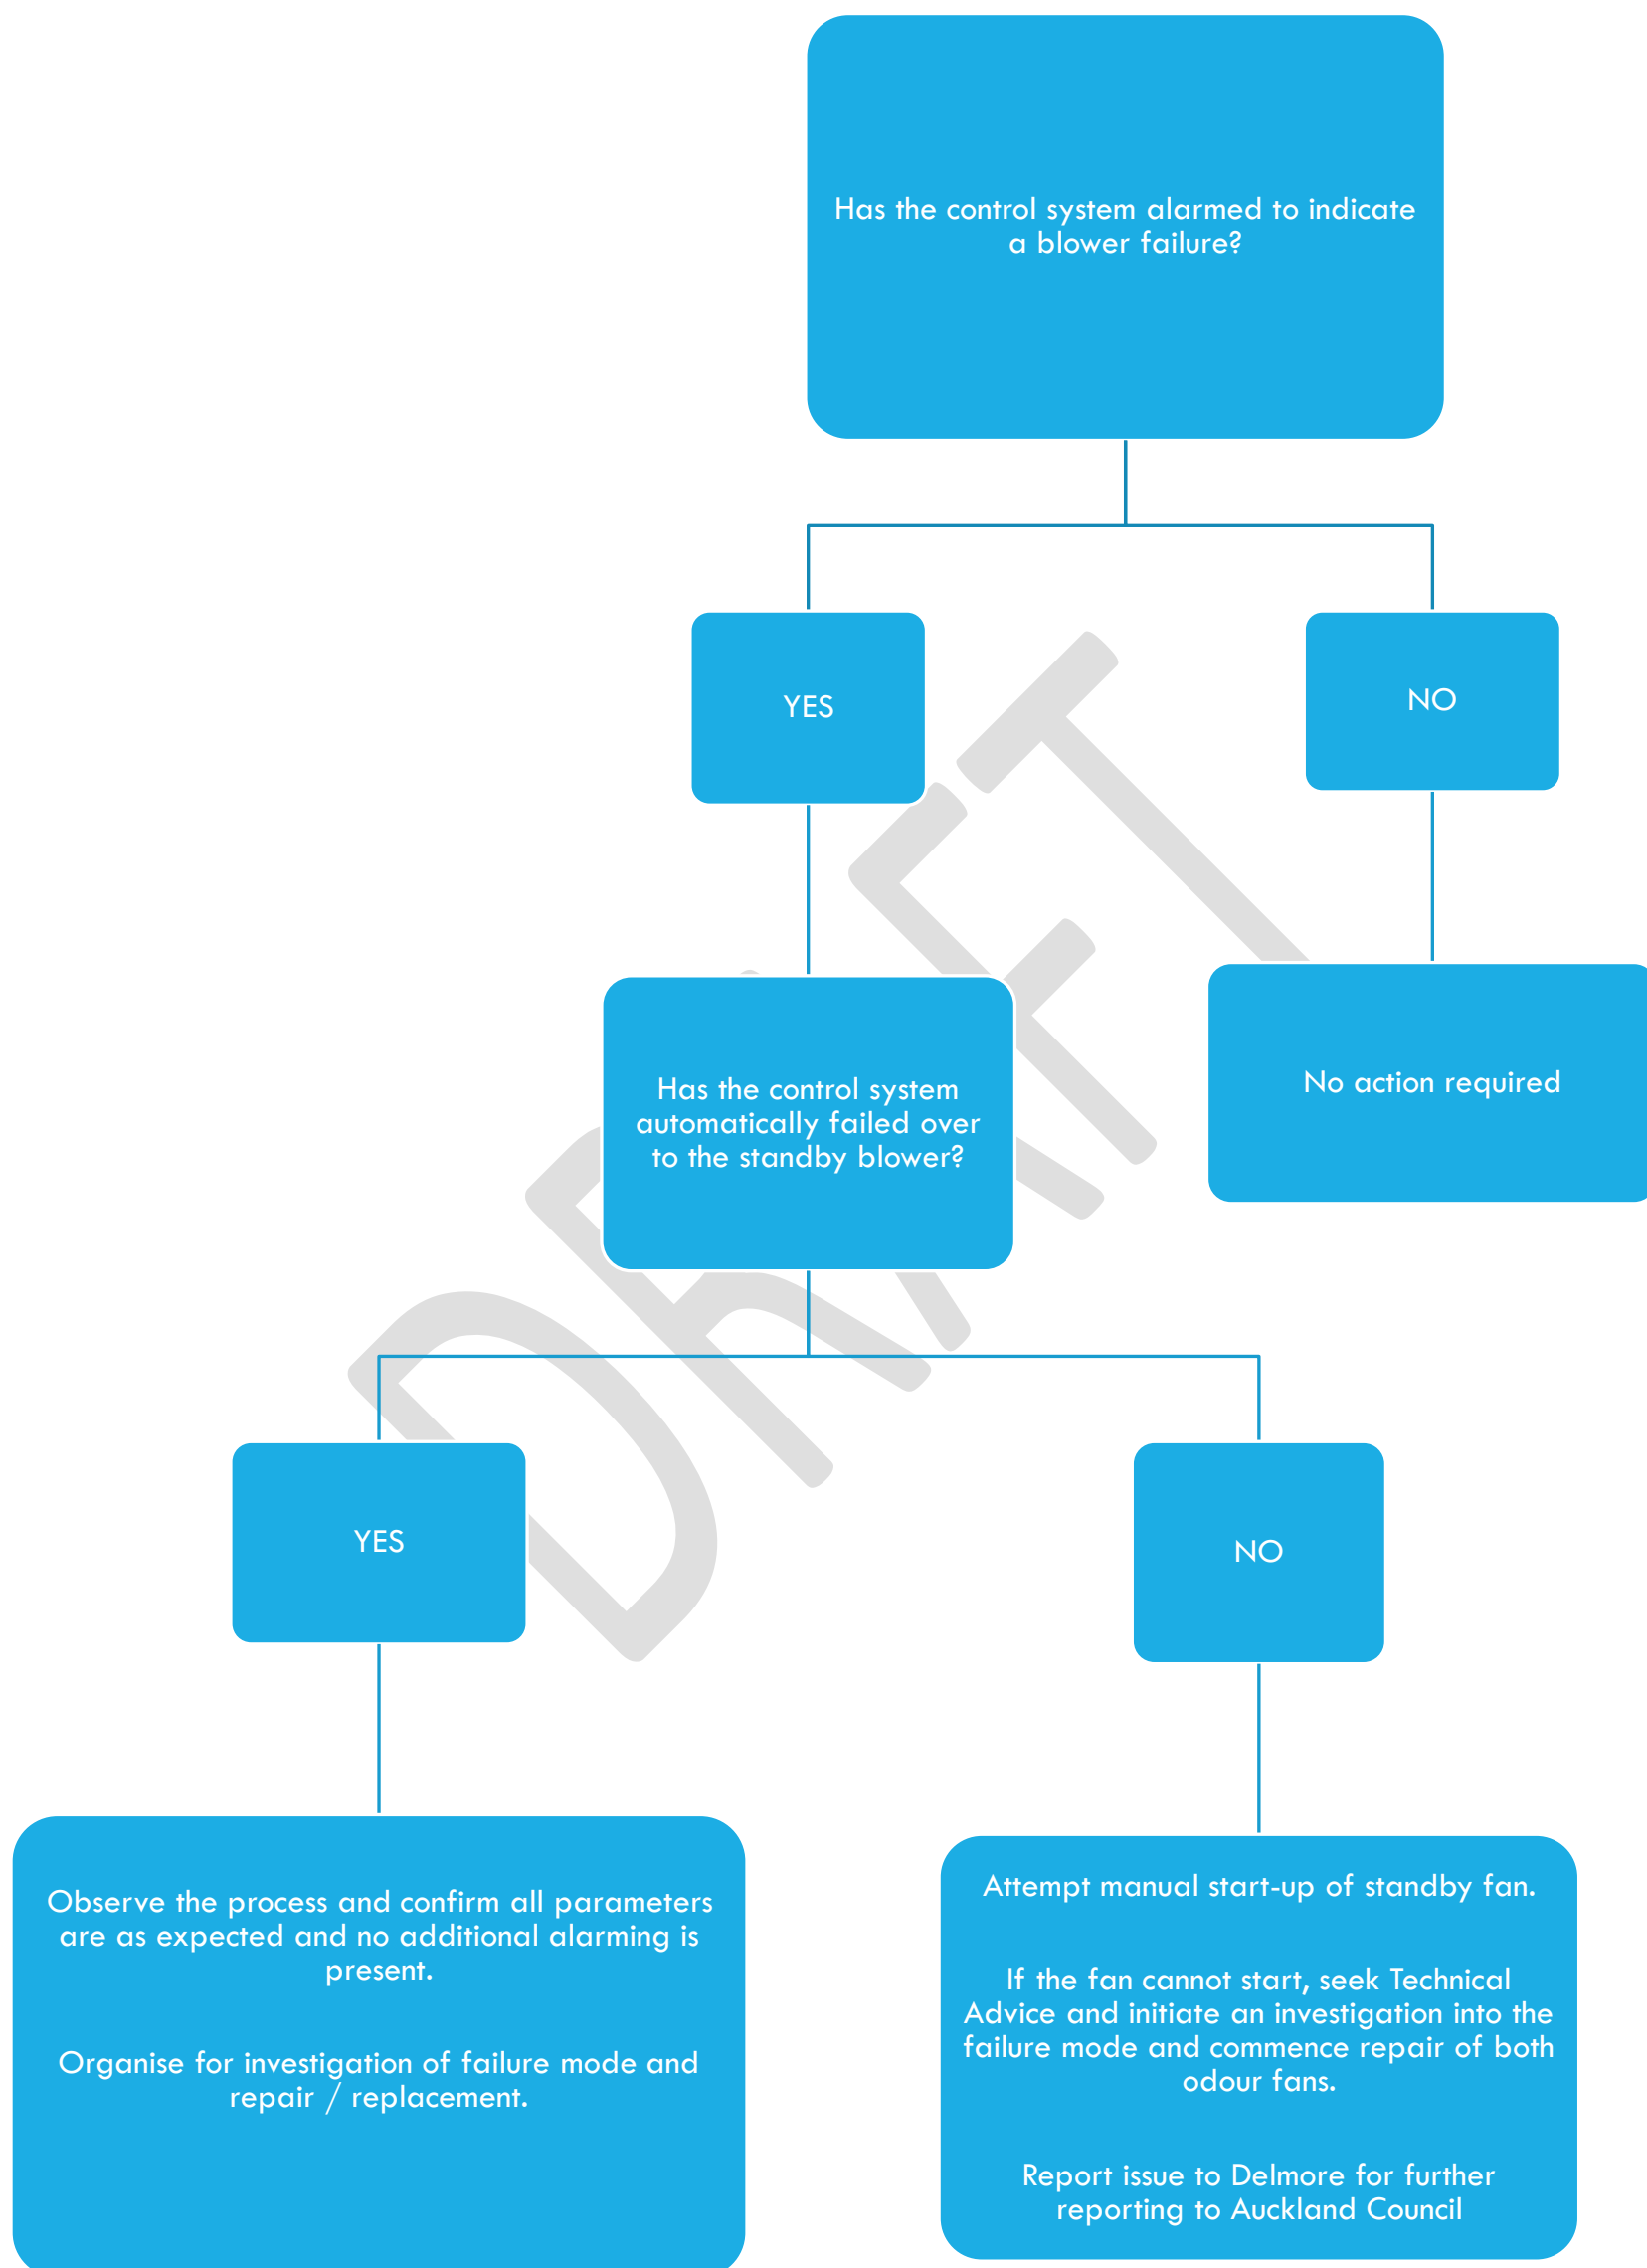 Has the control system alarmed to indicate
a blower failure?
YES
NO
Has the control system
automatically failed over
to the standby blower?
No action required
YES
NO
Observe the process and confirm all parameters
are as expected and no additional alarming is
present.
Organise for investigation of failure mode and
repair / replacement.
Attempt manual start-up of standby fan.
If the fan cannot start, seek Technical
Advice and initiate an investigation into the
failure mode and commence repair of both
odour fans.
Report issue to Delmore for further
reporting to Auckland Council
DRAFT